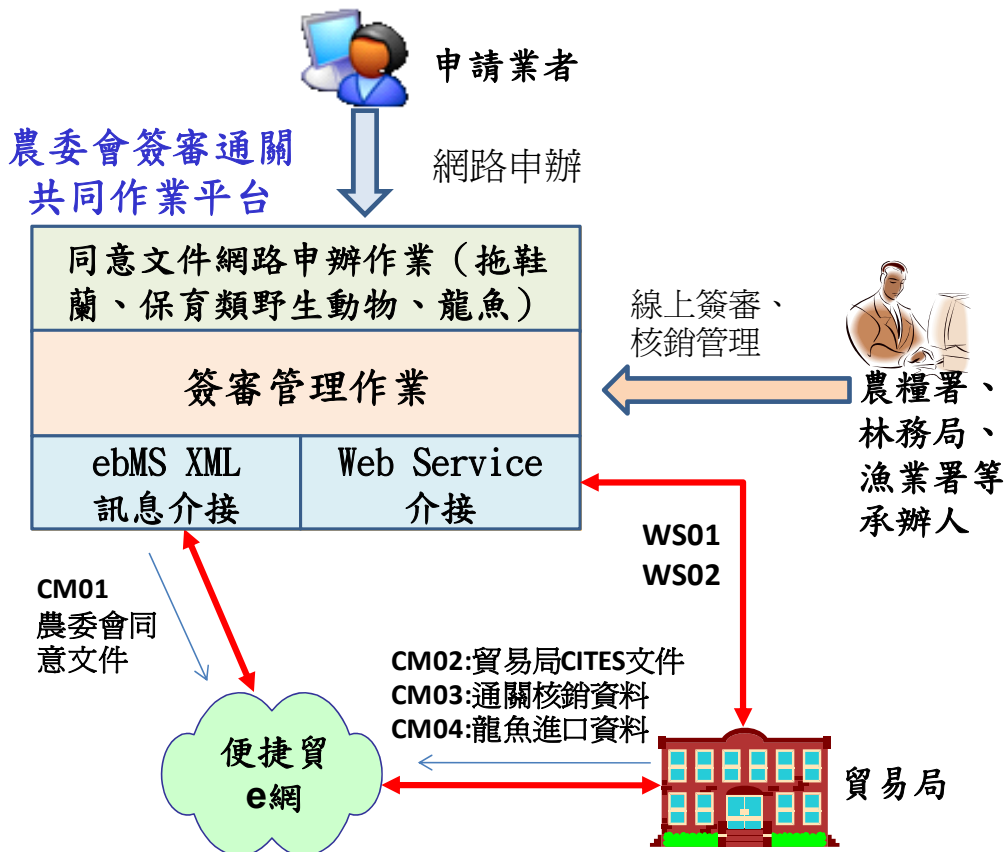 申請業者
農委會簽審通關
共同作業平台
網路申辦
同意文件網路申辦作業（拖鞋
蘭、保育類野生動物、龍魚）
簽審管理作業
ebMS XML
訊息介接
Web Service
介接
線上簽審、
核銷管理
農糧署、
林務局、
漁業署等
承辦人
WS01
WS02
CM01
農委會同
意文件
CM02:貿易局CITES文件
CM03:通關核銷資料
CM04:龍魚進口資料
便捷貿
e網
貿易局